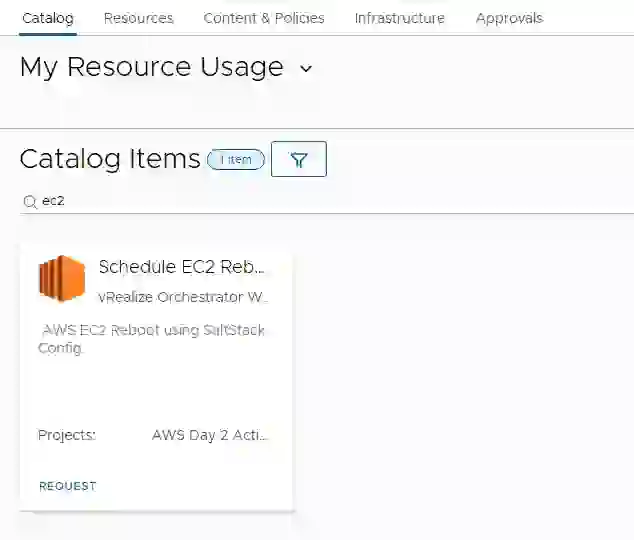 Catalog Resources Content & Policies Infrastructure Approvals
My Resource Usage
Catalog Items 1 item
ec2
Schedule EC2 Reb...
vRealize Orchestrator W...
AWS EC2 Reboot using SaltStack
Config.
Projects: AWS Day 2 Acti...
REQUEST